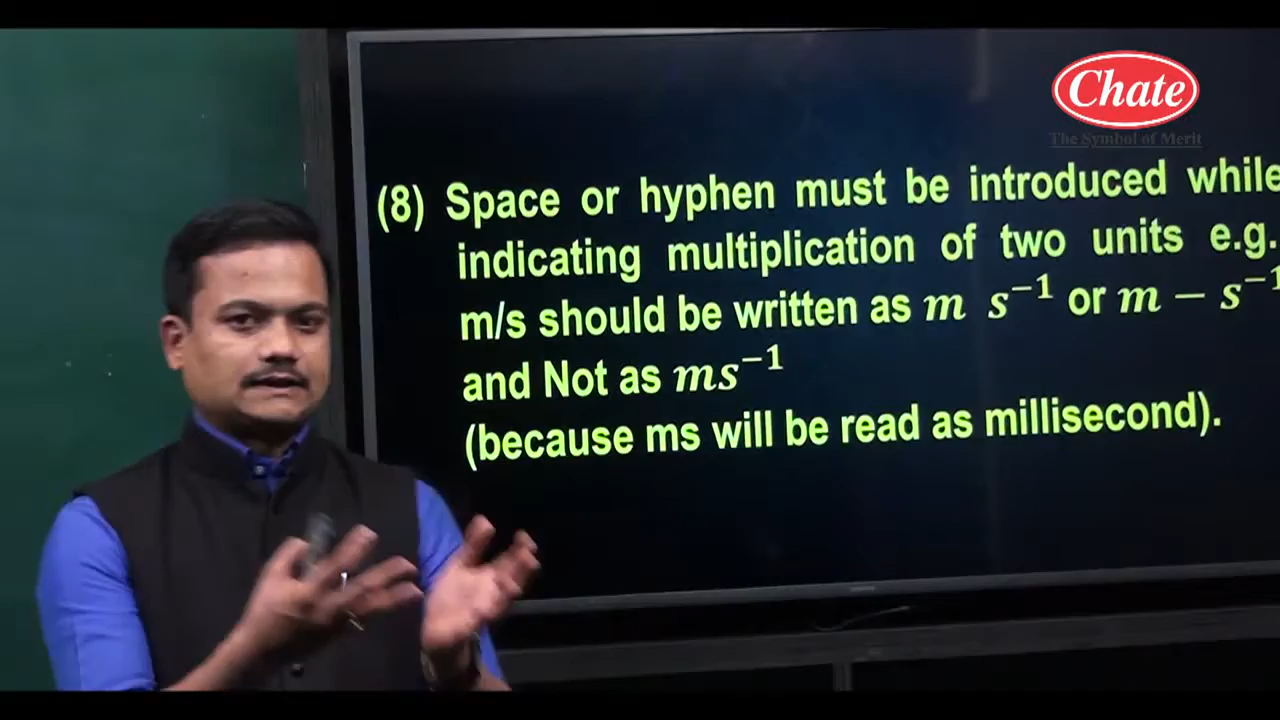 Chate
The Symbol of Merit
(8) Space or hyphen must be introduced while
indicating multiplication of two units e.g.
m/s should be written as m s⁻¹ or m − s⁻¹
and Not as ms⁻¹
(because ms will be read as millisecond).